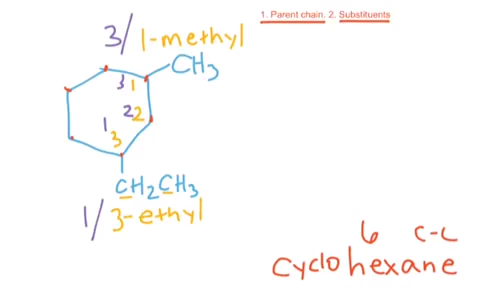 1. Parent chain. 2. Substituents
3/1-methyl
CH3
3 1
2 2
1
3
CH2CH3
1/3-ethyl
6 C-C
cyclohexane